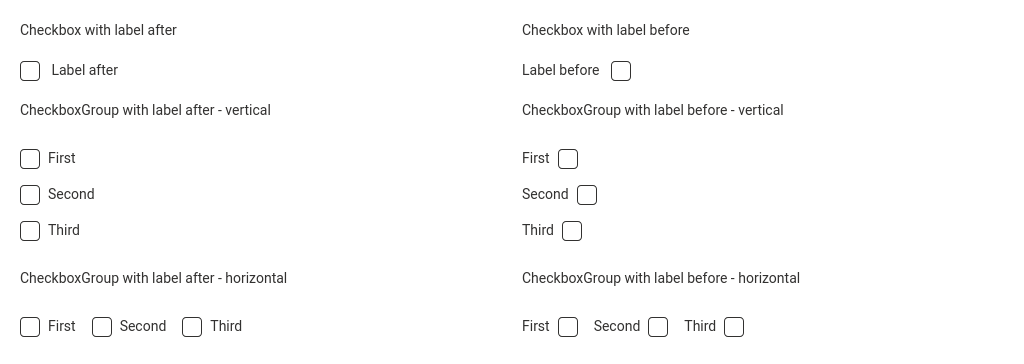 Checkbox with label after
Label after
CheckboxGroup with label after - vertical
First
Second
Third
CheckboxGroup with label after - horizontal
First Second Third
Checkbox with label before
Label before
CheckboxGroup with label before - vertical
First
Second
Third
CheckboxGroup with label before - horizontal
First Second Third